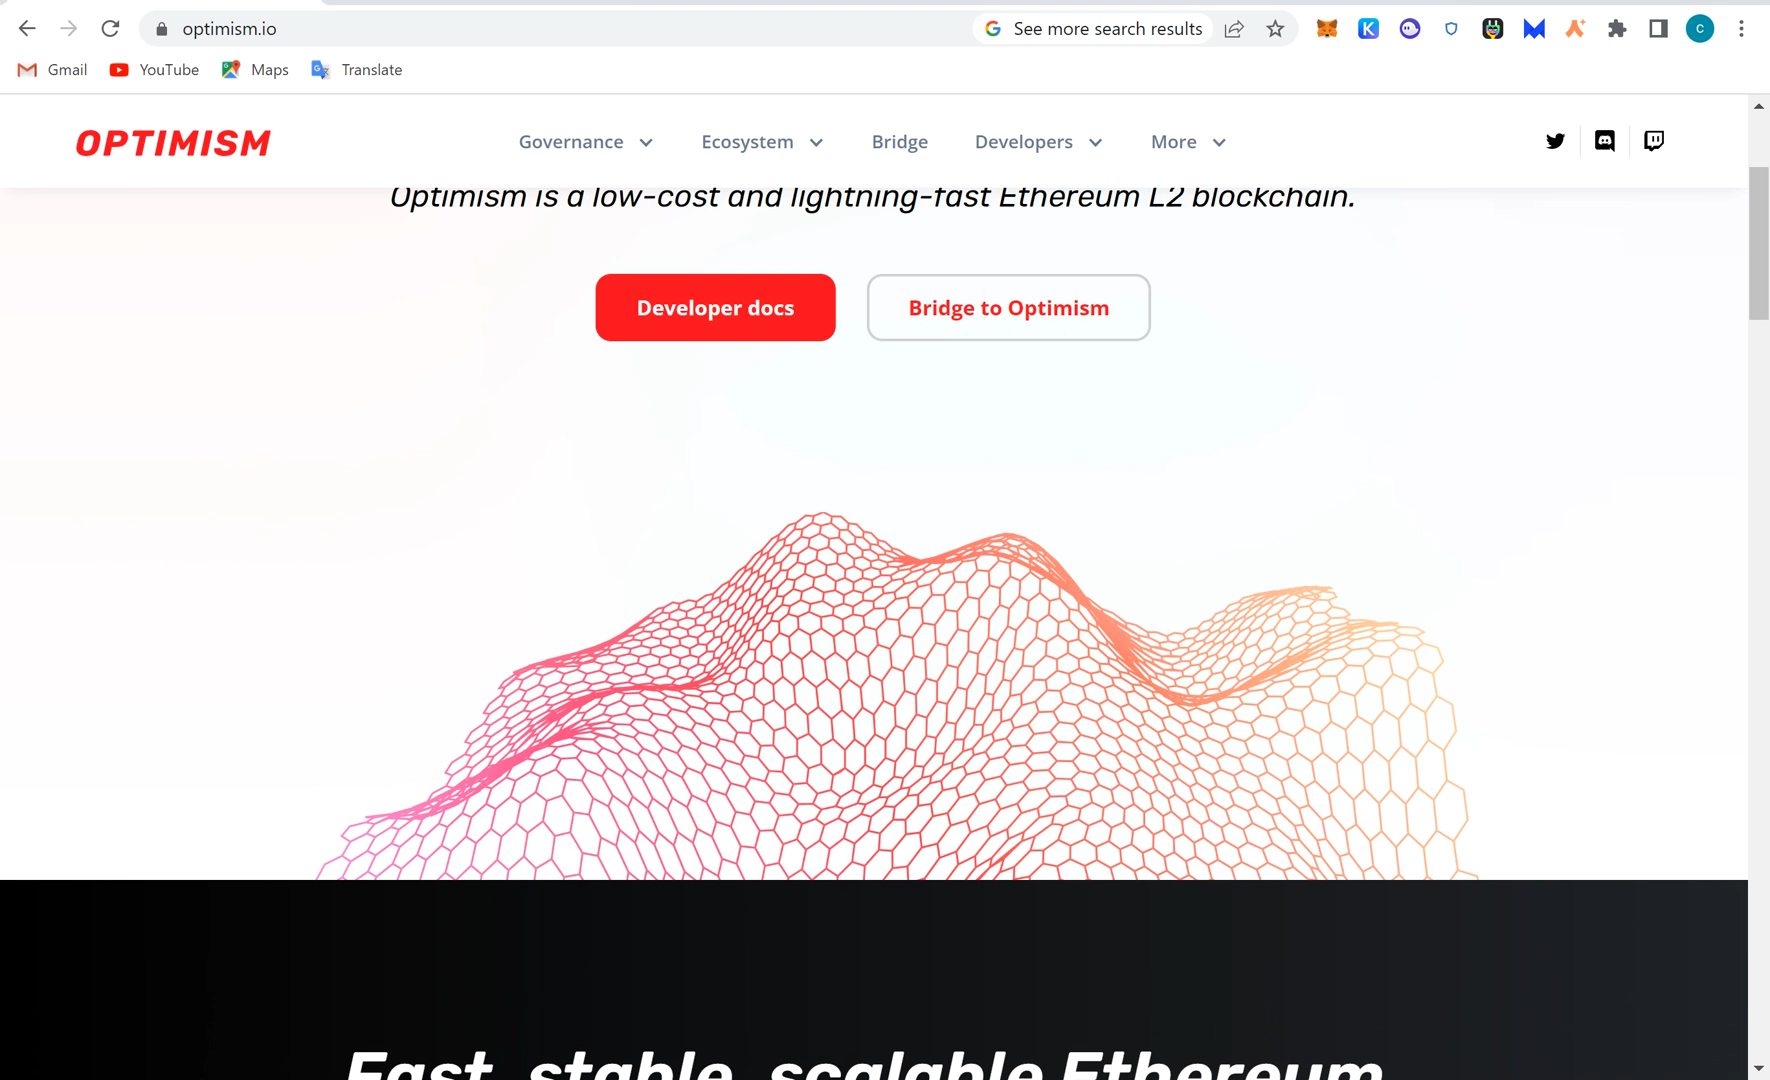 optimism.io
See more search results
Gmail YouTube Maps Translate
OPTIMISM Governance Ecosystem Bridge Developers More
Optimism is a low-cost and lightning-fast Ethereum L2 blockchain.
Developer docs Bridge to Optimism
Fast, stable, scalable Ethereum